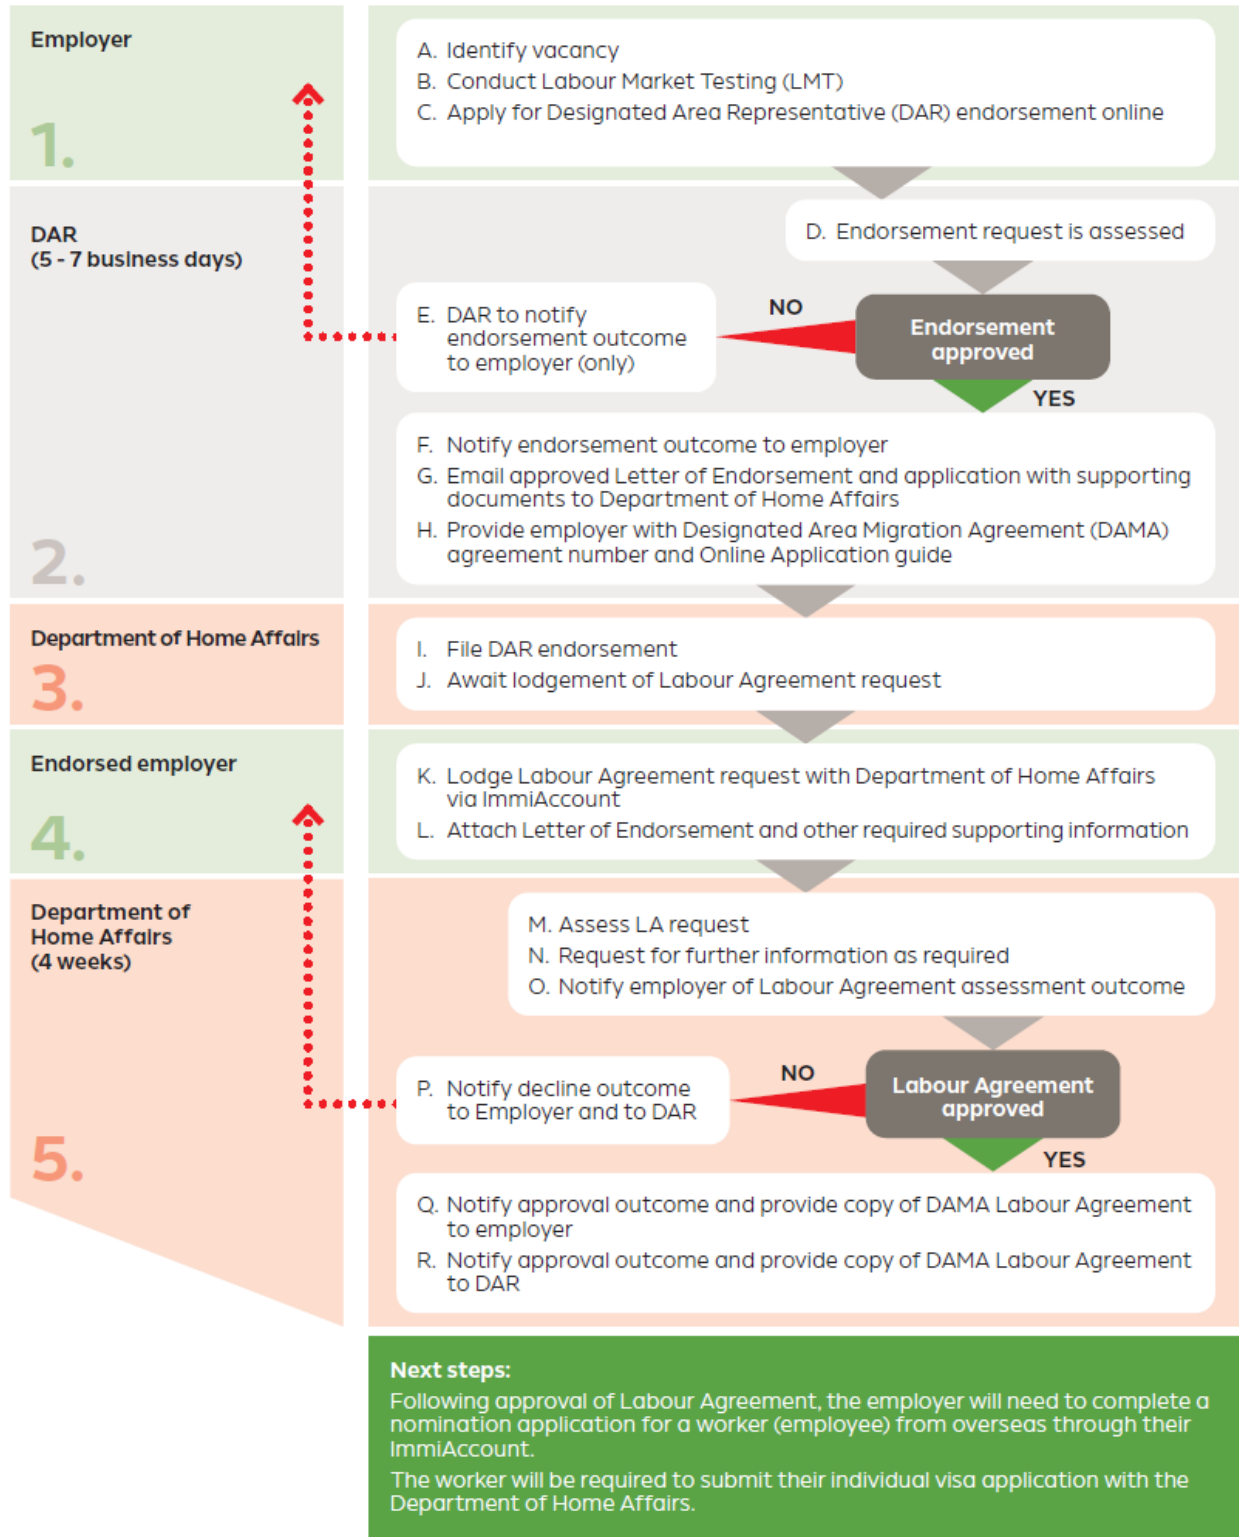 Employer
1.
A. Identify vacancy
B. Conduct Labour Market Testing (LMT)
C. Apply for Designated Area Representative (DAR) endorsement online
DAR
(5 - 7 business days)
2.
D. Endorsement request is assessed
Endorsement
approved
NO
E. DAR to notify
endorsement outcome
to employer (only)
YES
F. Notify endorsement outcome to employer
G. Email approved Letter of Endorsement and application with supporting
documents to Department of Home Affairs
H. Provide employer with Designated Area Migration Agreement (DAMA)
agreement number and Online Application guide
Department of Home Affairs
3.
I. File DAR endorsement
J. Await lodgement of Labour Agreement request
Endorsed employer
4.
K. Lodge Labour Agreement request with Department of Home Affairs
via ImmiAccount
L. Attach Letter of Endorsement and other required supporting information
Department of
Home Affairs
(4 weeks)
5.
M. Assess LA request
N. Request for further information as required
O. Notify employer of Labour Agreement assessment outcome
Labour Agreement
approved
NO
P. Notify decline outcome
to Employer and to DAR
YES
Q. Notify approval outcome and provide copy of DAMA Labour Agreement
to employer
R. Notify approval outcome and provide copy of DAMA Labour Agreement
to DAR
Next steps:
Following approval of Labour Agreement, the employer will need to complete a
nomination application for a worker (employee) from overseas through their
ImmiAccount.
The worker will be required to submit their individual visa application with the
Department of Home Affairs.